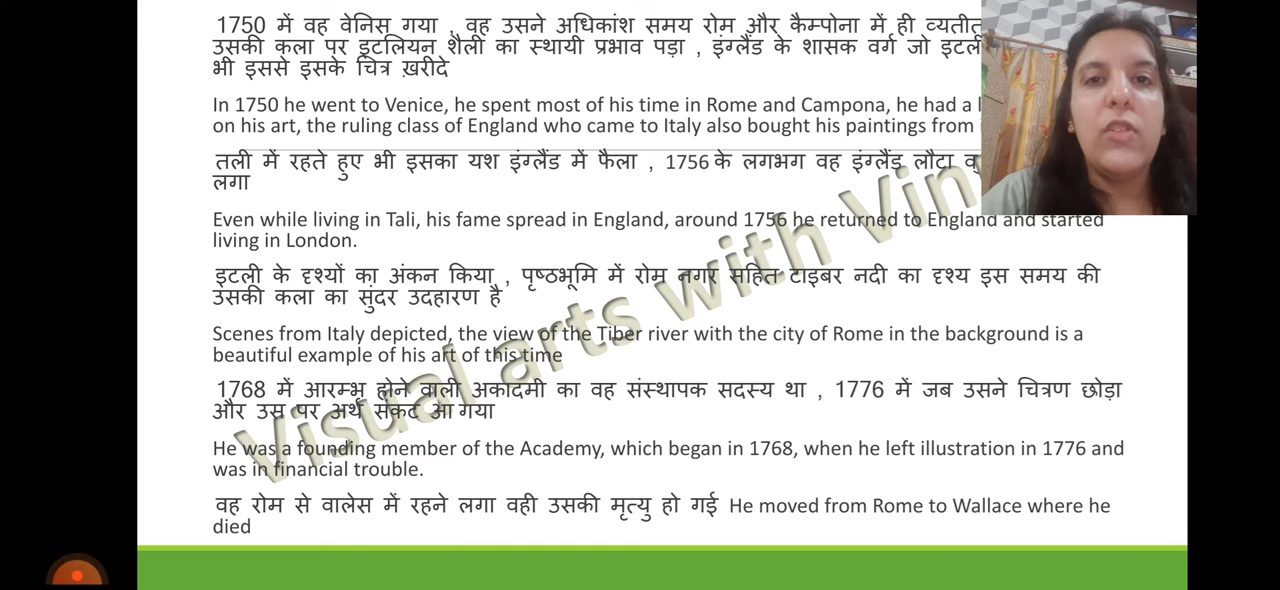 1750 में वह वेनिस गया , वह उसने अधिकांश समय रोम और कैम्पोना में ही व्यतीत
उसकी कला पर इटलियन शैली का स्थायी प्रभाव पड़ा , इंग्लैंड के शासक वर्ग जो
भी इससे इसके चित्र ख़रीदे
In 1750 he went to Venice, he spent most of his time in Rome and Campona, he had a
on his art, the ruling class of England who came to Italy also bought his paintings from
तली में रहते हुए भी इसका यश इंग्लैंड में फैला , 1756 के लगभग वह इंग्लैंड लौटा
लगा
Even while living in Tali, his fame spread in England, around 1756 he returned to England and started
living in London.
इटली के दृश्यों का अंकन किया , पृष्ठभूमि में रोम नगर सहित टाइबर नदी का दृश्य इस समय की
उसकी कला का सुंदर उदहारण है
Scenes from Italy depicted, the view of the Tiber river with the city of Rome in the background is a
beautiful example of his art of this time
1768 में आरम्भ होने वाली अकादमी का वह संस्थापक सदस्य था , 1776 में जब उसने चित्रण छोड़ा
और उस पर अर्थ संकट आ गया
He was a founding member of the Academy, which began in 1768, when he left illustration in 1776 and
was in financial trouble.
वह रोम से वालेस में रहने लगा वही उसकी मृत्यु हो गई He moved from Rome to Wallace where he
died
Visual arts with